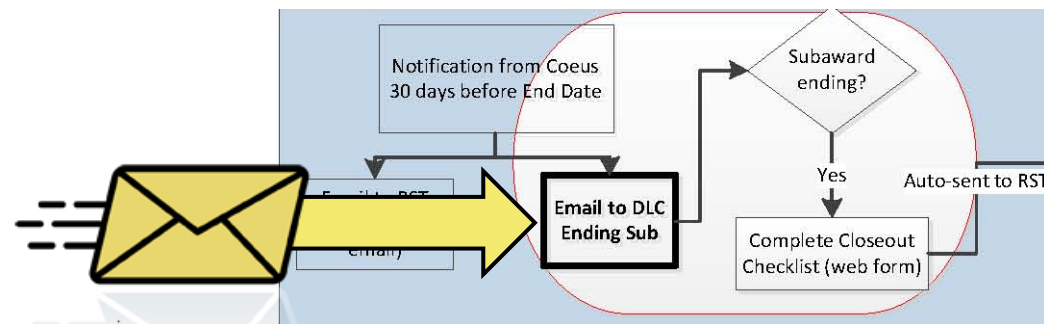 Notification from Coeus
30 days before End Date
Subaward
ending?
Email to DLC
Ending Sub
Yes
Auto-sent to RST
Complete Closeout
Checklist (web form)
email)